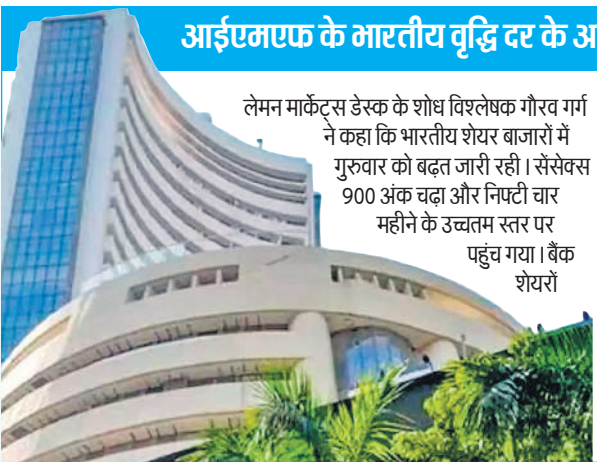 आईएमएफ के भारतीय वृद्धि दर के
लेमन मार्केट्स डेस्क के शोध विश्लेषक गौरव गर्ग
ने कहा कि भारतीय शेयर बाजारों में
गुरुवार को बढ़त जारी रही। सेंसेक्स
900 अंक चढ़ा और निफ्टी चार
महीने के उच्चतम स्तर पर
पहुंच गया। बैंक
शेयरों